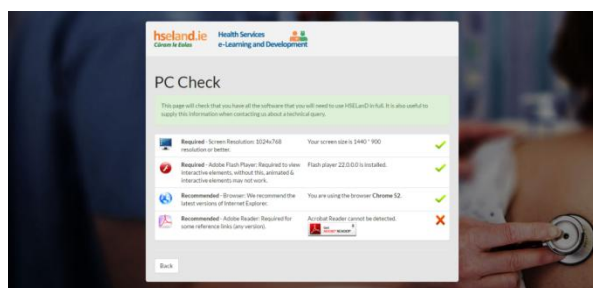 hseland.ie
Cúram le Eolas
Health Services
e-Learning and Development
PC Check
This page will check that you have all the software that you will need to use HSELanD in full. It is also useful to
supply this information when contacting us about a technical query.
Required - Screen Resolution: 1024x768
resolution or better.
Your screen size is 1440 * 900
Required - Adobe Flash Player: Required to view
interactive elements, without this, animated &
interactive elements may not work.
Flash player 22.0.0.0 is installed.
Recommended - Browser: We recommend the
latest versions of Internet Explorer.
You are using the browser Chrome 52.
Recommended - Adobe Reader: Required for
some reference links (any version).
Acrobat Reader cannot be detected.
Back